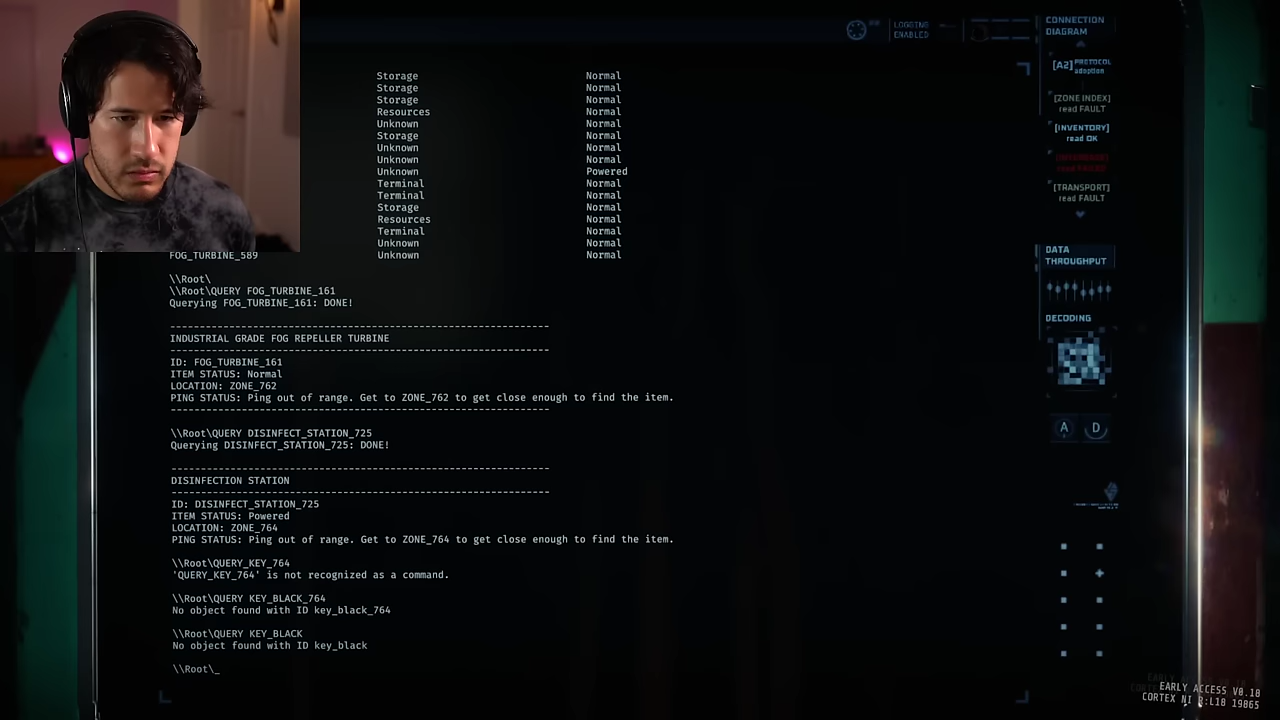 LOGGING
ENABLED
CONNECTION
DIAGRAM
[A2] PROTOCOL
adoption
[ZONE INDEX]
read FAULT
[INVENTORY]
read OK
[TRANSPORT]
read FAULT
DATA
THROUGHPUT
DECODING
A D
Storage Normal
Storage Normal
Storage Normal
Resources Normal
Unknown Normal
Storage Normal
Unknown Normal
Unknown Normal
Unknown Powered
Terminal Normal
Terminal Normal
Storage Normal
Resources Normal
Terminal Normal
Unknown Normal
FOG_TURBINE_589 Unknown Normal
\\Root\
\\Root\QUERY FOG_TURBINE_161
Querying FOG_TURBINE_161: DONE!
----------------------------------------------------------------
INDUSTRIAL GRADE FOG REPELLER TURBINE
----------------------------------------------------------------
ID: FOG_TURBINE_161
ITEM STATUS: Normal
LOCATION: ZONE_762
PING STATUS: Ping out of range. Get to ZONE_762 to get close enough to find the item.
----------------------------------------------------------------
\\Root\QUERY DISINFECT_STATION_725
Querying DISINFECT_STATION_725: DONE!
----------------------------------------------------------------
DISINFECTION STATION
----------------------------------------------------------------
ID: DISINFECT_STATION_725
ITEM STATUS: Powered
LOCATION: ZONE_764
PING STATUS: Ping out of range. Get to ZONE_764 to get close enough to find the item.
\\Root\QUERY_KEY_764
'QUERY_KEY_764' is not recognized as a command.
\\Root\QUERY KEY_BLACK_764
No object found with ID key_black_764
\\Root\QUERY KEY_BLACK
No object found with ID key_black
\\Root\_
EARLY ACCESS V0.18
CORTEX NI R:L18 19865